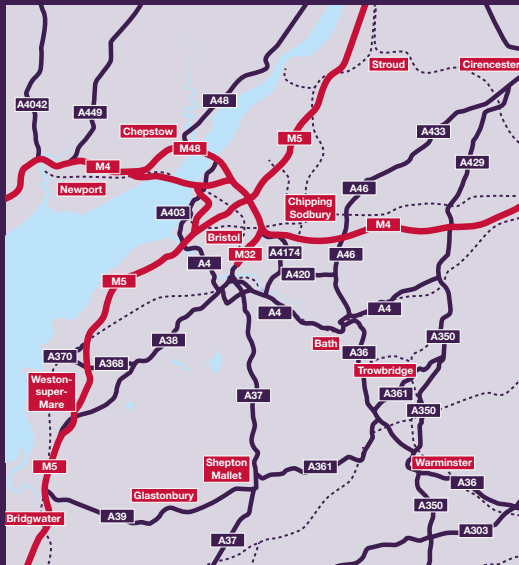 Stroud
Cirencester
A4042
A48
A449
A433
Chepstow
M5
M48
A429
M4
Newport
A46
Chipping
Sodbury
A403
M4
Bristol
M32
A4174
A46
A4
A420
M5
A4
A4
A38
A350
Bath
A370
A368
A36
Trowbridge
Weston-
super-
Mare
A37
A361
A350
M5
Shepton
Mallet
A361
Warminster
A36
Glastonbury
A350
Bridgwater
A39
A303
A37